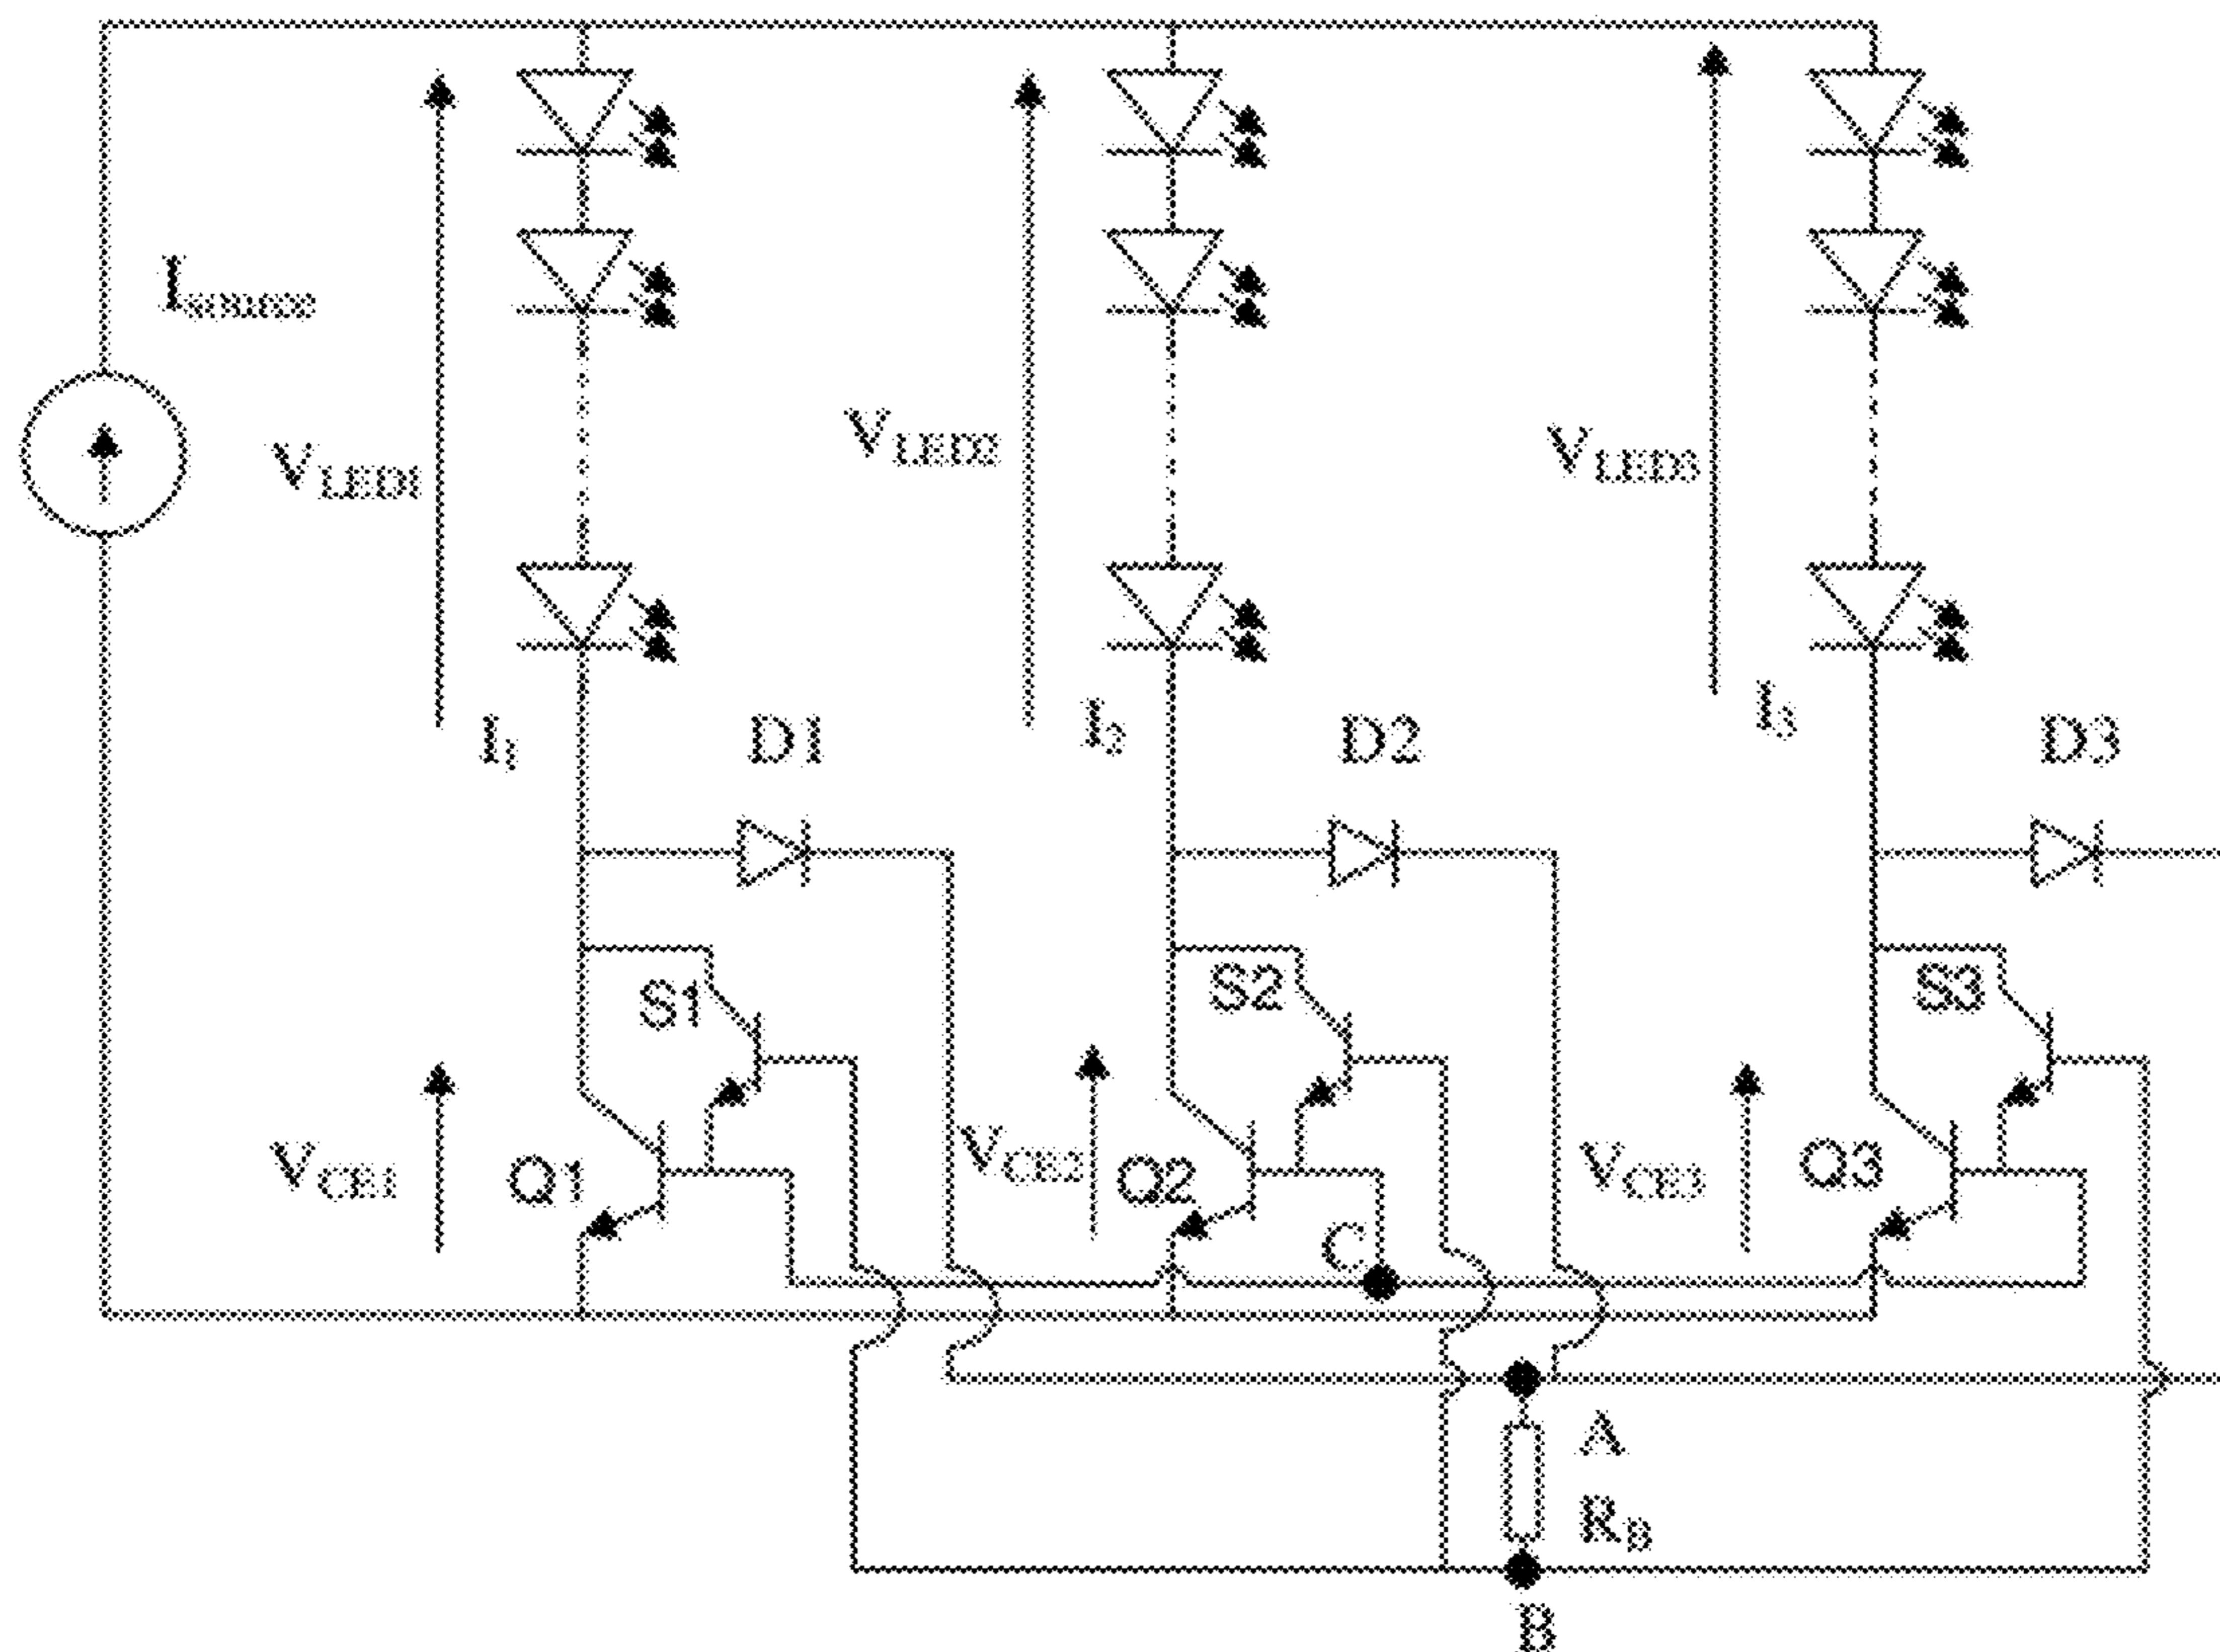 Isource
VLED1
VLED2
VLED3
I1
D1
I2
D2
I3
D3
S1
S2
S3
VCE1
Q1
VCE2
Q2
VCE3
Q3
C
A
RB
B